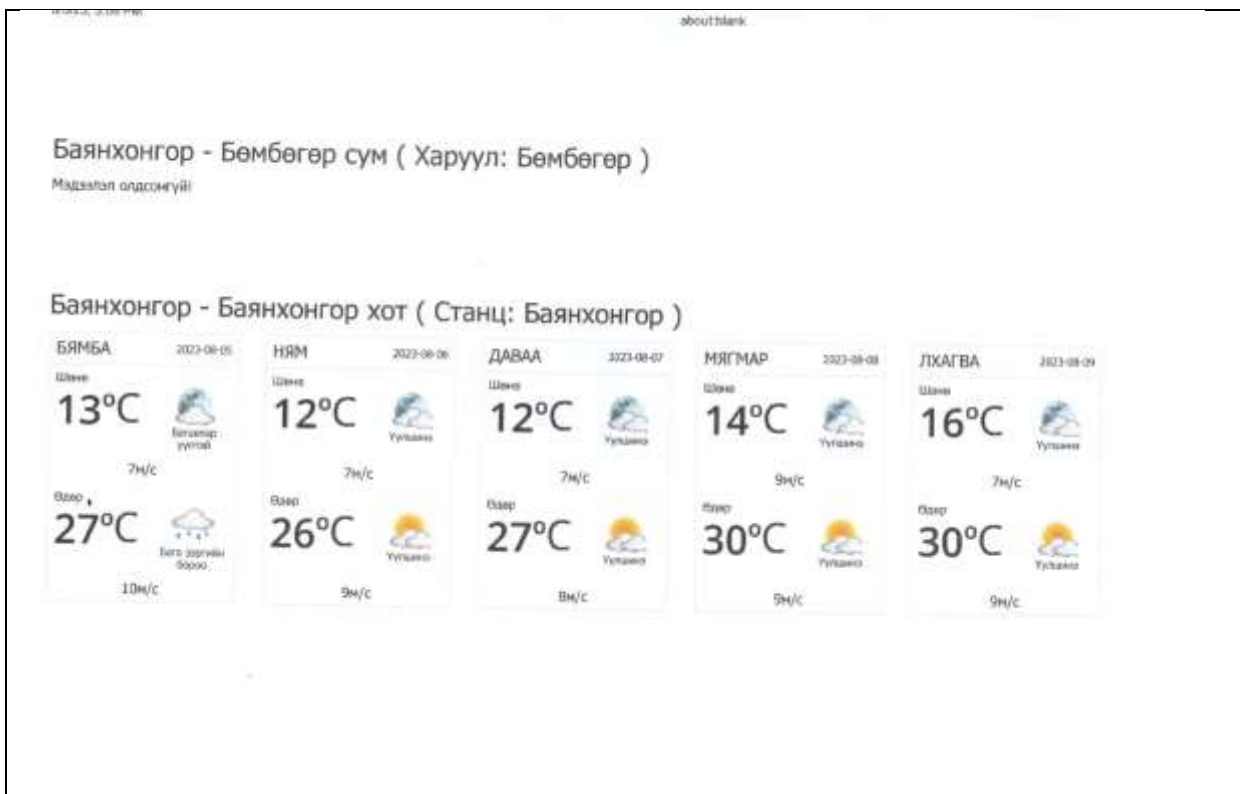 about:blank
Баянхонгор - Бөмбөгөр сум ( Харуул: Бөмбөгөр )
Мэдээлэл олдсонгүй!
Баянхонгор - Баянхонгор хот ( Станц: Баянхонгор )
БЯМБА 2023-08-05
Шөнө
13°C
Багавтар
үүлтэй
7м/с
Өдөр
27°C
Бага зэргийн
бороо
10м/с
НЯМ 2023-08-06
Шөнө
12°C
Үүлшинэ
7м/с
Өдөр
26°C
Үүлшинэ
9м/с
ДАВАА 2023-08-07
Шөнө
12°C
Үүлшинэ
7м/с
Өдөр
27°C
Үүлшинэ
8м/с
МЯГМАР 2023-08-08
Шөнө
14°C
Үүлшинэ
9м/с
Өдөр
30°C
Үүлшинэ
9м/с
ЛХАГВА 2023-08-09
Шөнө
16°C
Үүлшинэ
7м/с
Өдөр
30°C
Үүлшинэ
9м/с